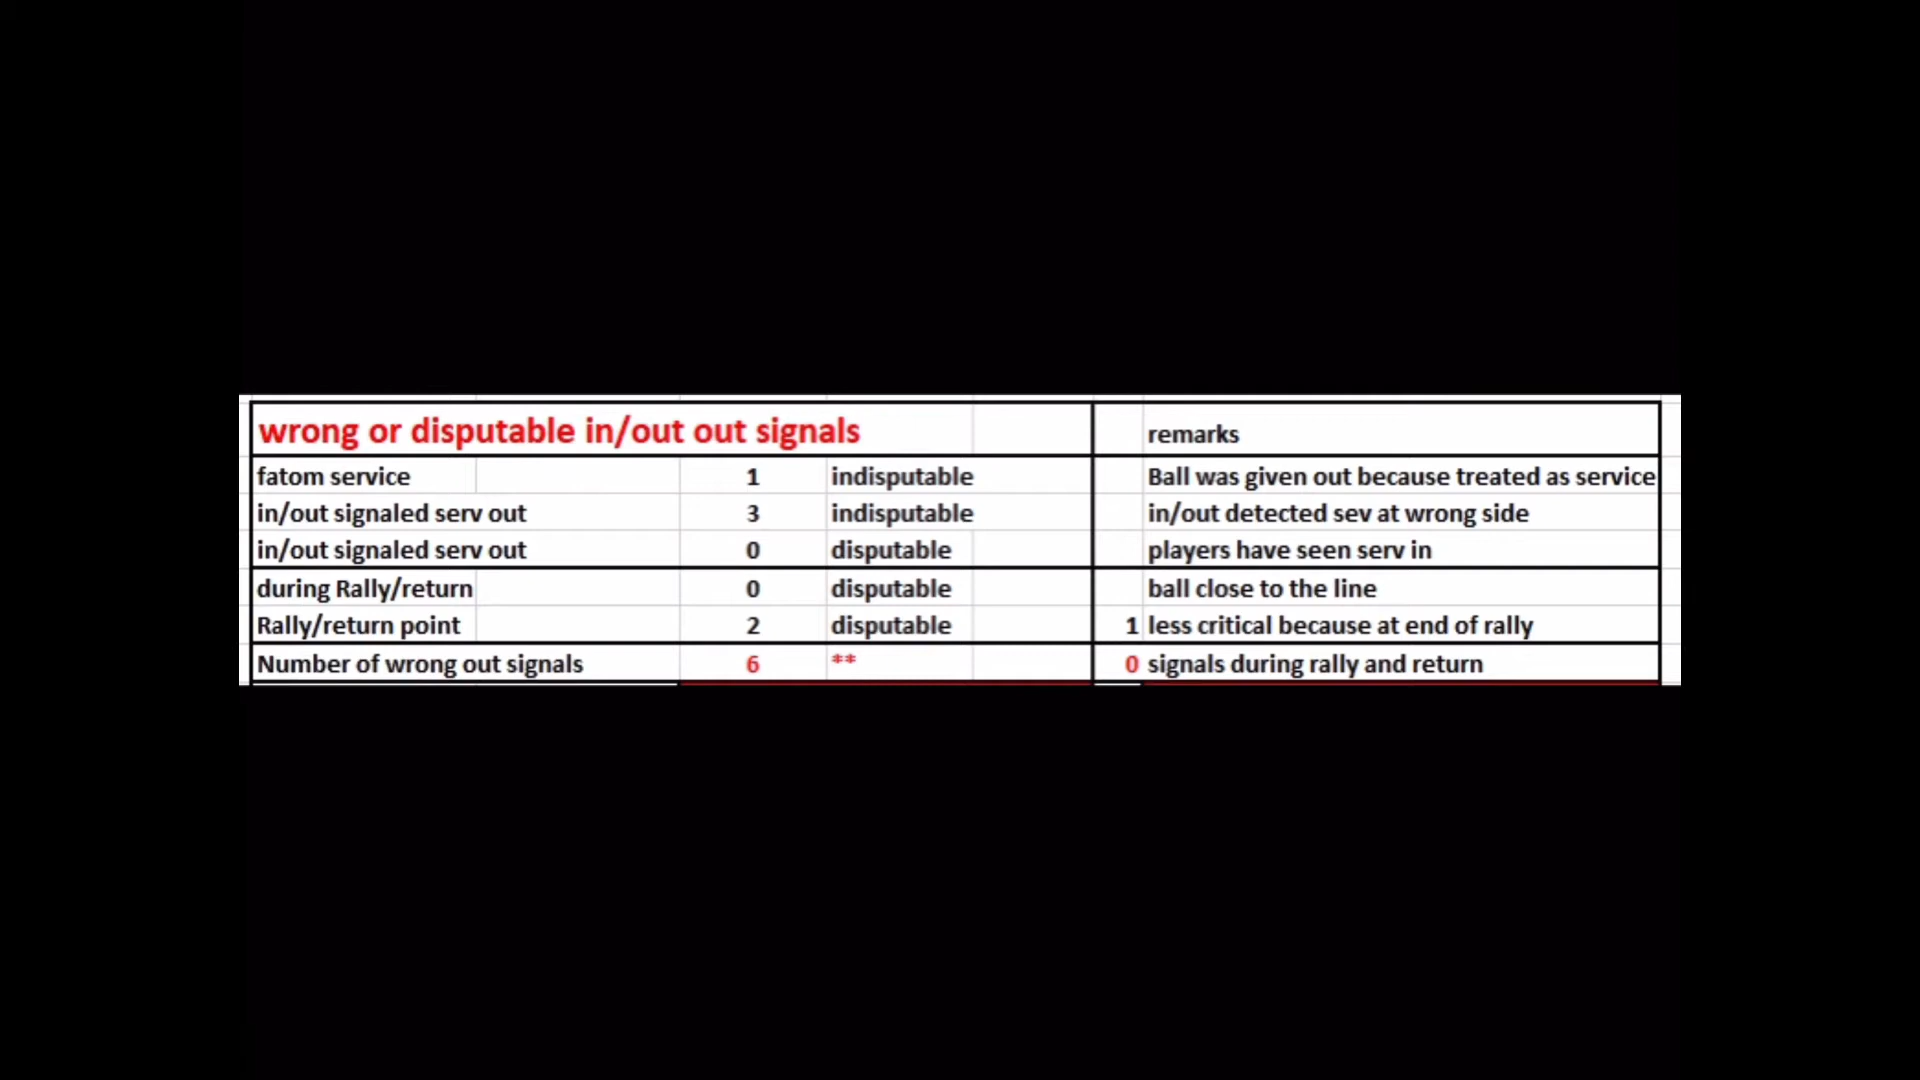 wrong or disputable in/out out signals remarks
fatom service 1 indisputable Ball was given out because treated as service
in/out signaled serv out 3 indisputable in/out detected sev at wrong side
in/out signaled serv out 0 disputable players have seen serv in
during Rally/return 0 disputable ball close to the line
Rally/return point 2 disputable 1 less critical because at end of rally
Number of wrong out signals 6 ** 0 signals during rally and return